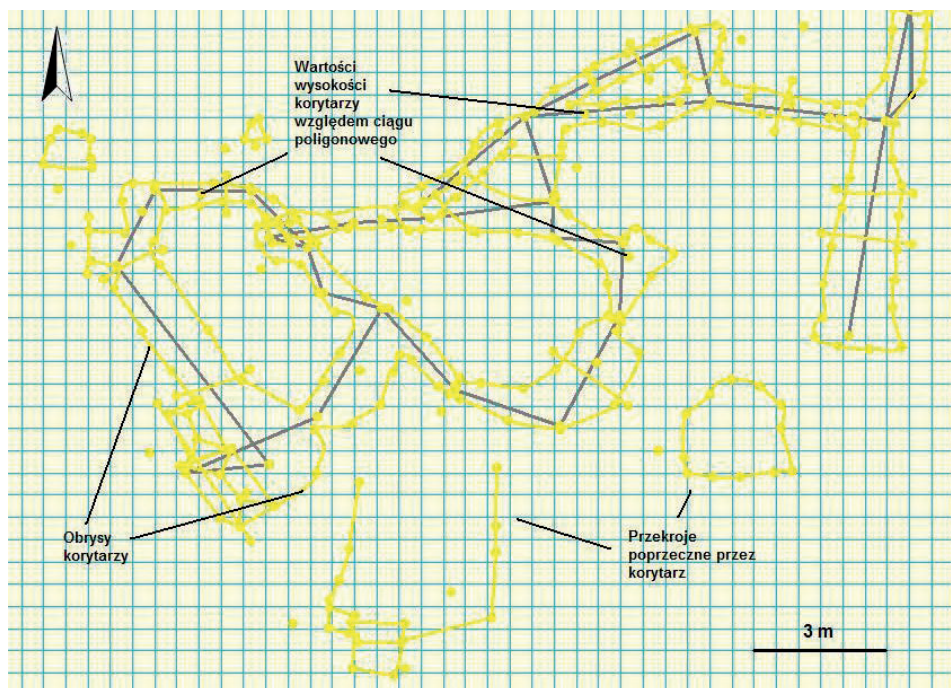 Wartości
wysokości
korytarzy
względem ciągu
poligonowego
Obrysy
korytarzy
Przekroje
poprzeczne przez
korytarz
3 m